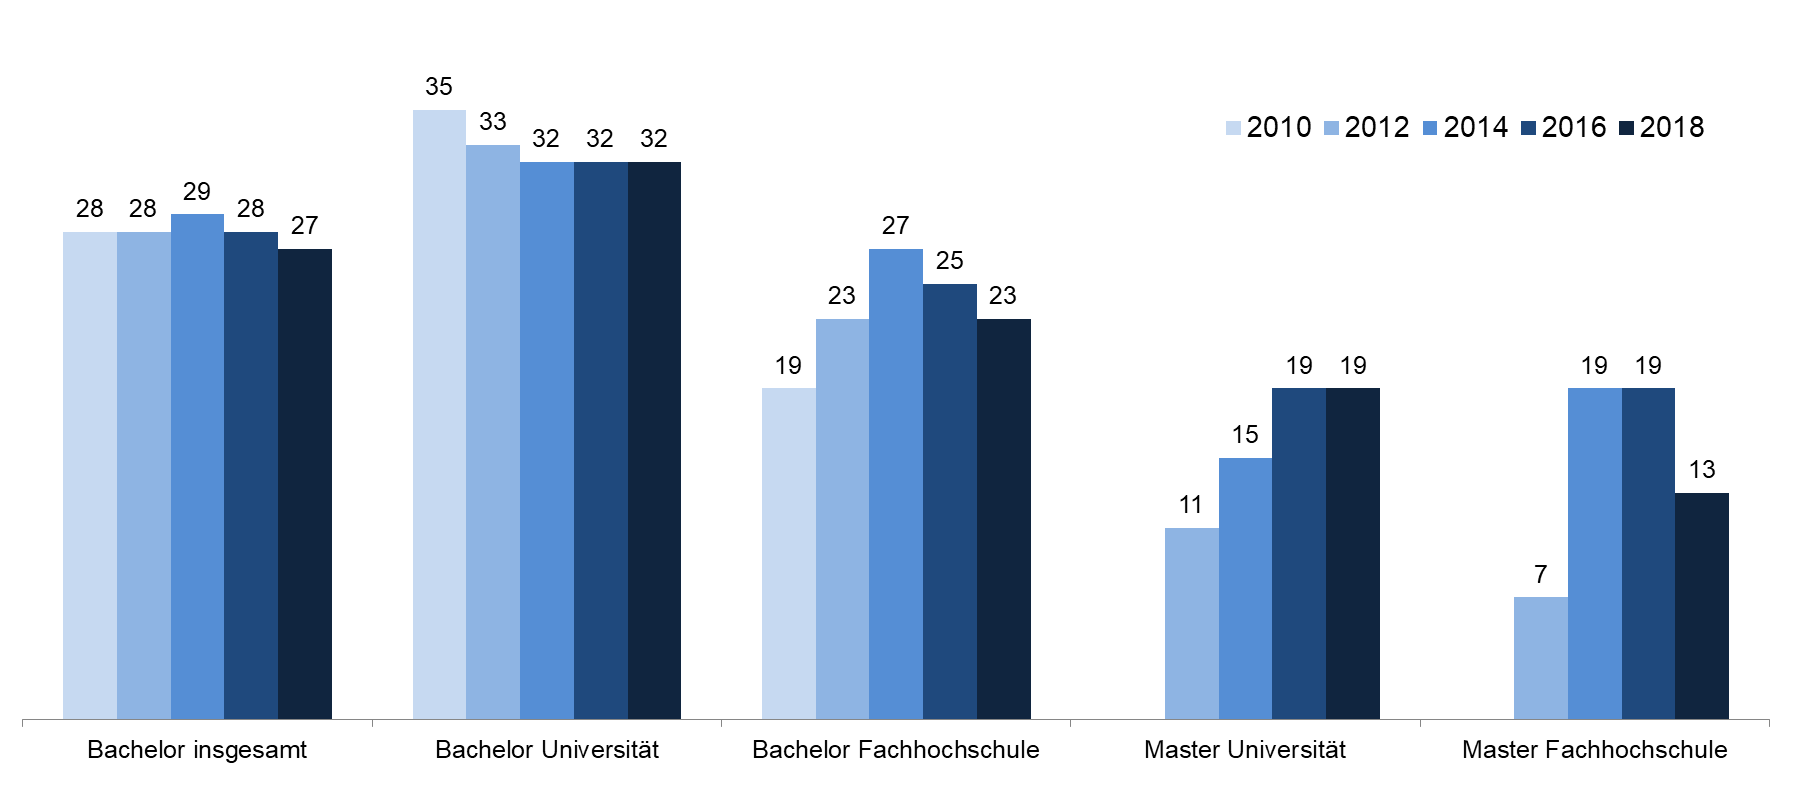 2010 2012 2014 2016 2018
28 28 29 28 27
35 33 32 32 32
19 23 27 25 23
11 15 19 19
7 19 19 13
Bachelor insgesamt Bachelor Universität Bachelor Fachhochschule Master Universität Master Fachhochschule